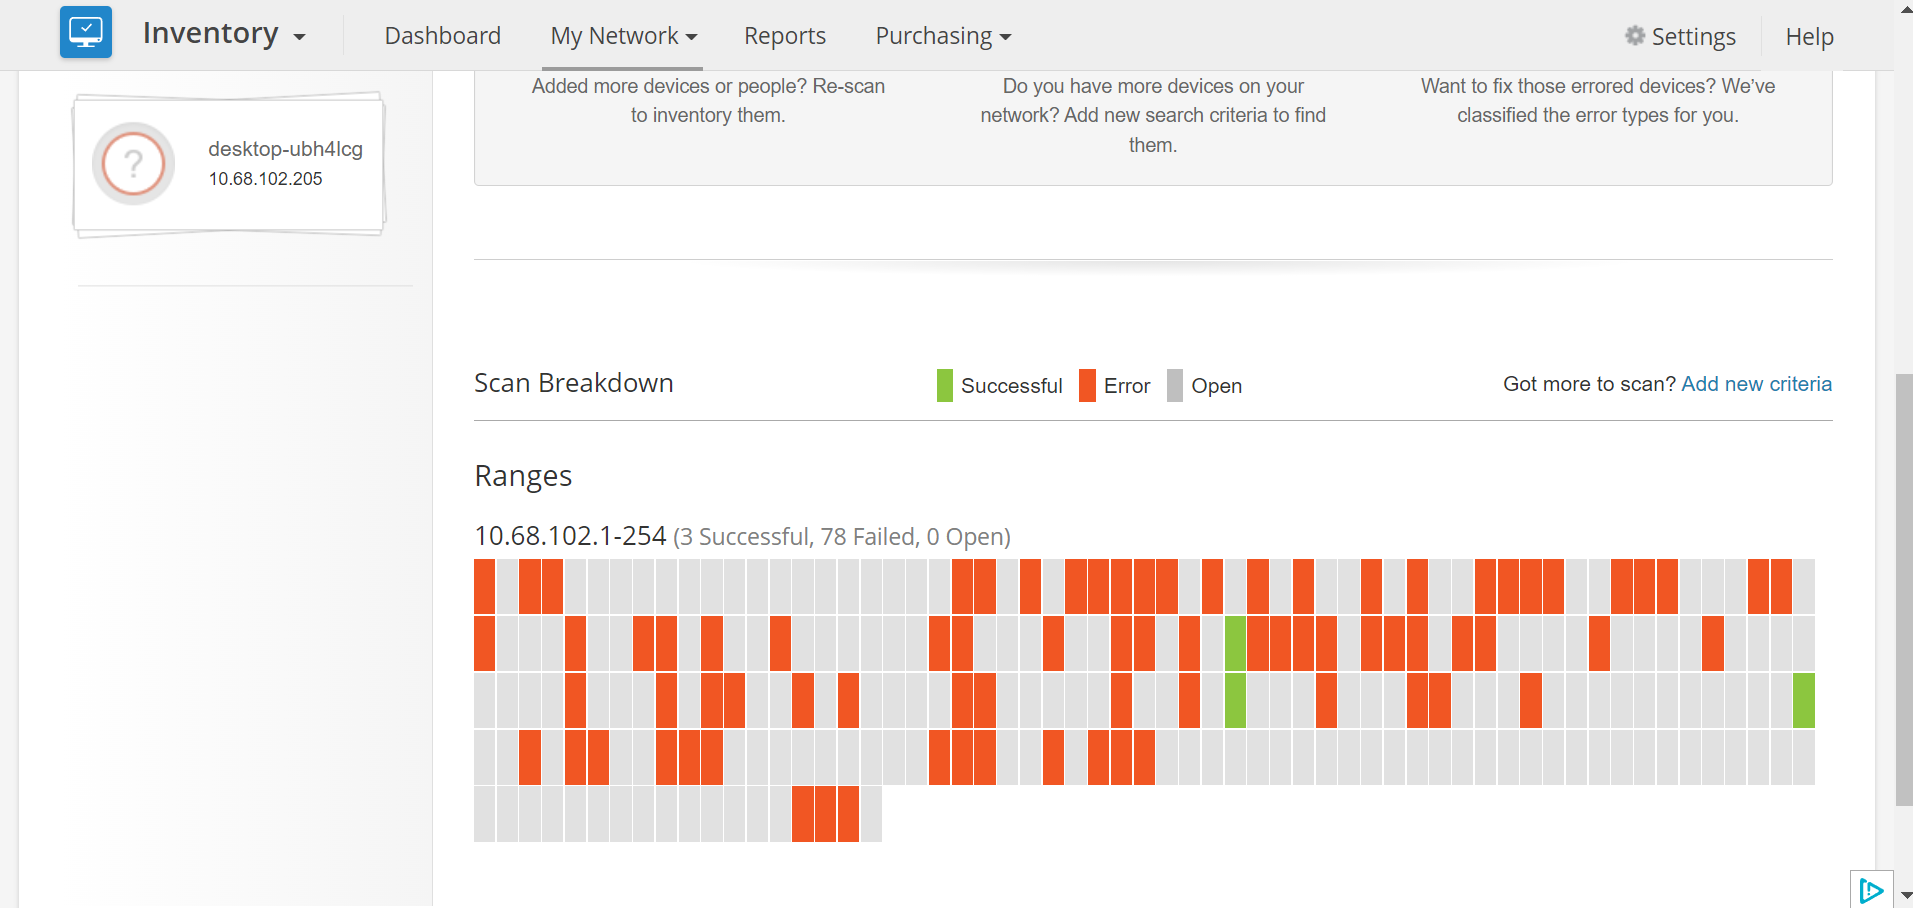 Inventory
Dashboard
My Network
Reports
Purchasing
Settings
Help
desktop-ubh4lcg
10.68.102.205
Added more devices or people? Re-scan
to inventory them.
Do you have more devices on your
network? Add new search criteria to find
them.
Want to fix those errored devices? We’ve
classified the error types for you.
Scan Breakdown
Successful
Error
Open
Got more to scan? Add new criteria
Ranges
10.68.102.1-254 (3 Successful, 78 Failed, 0 Open)